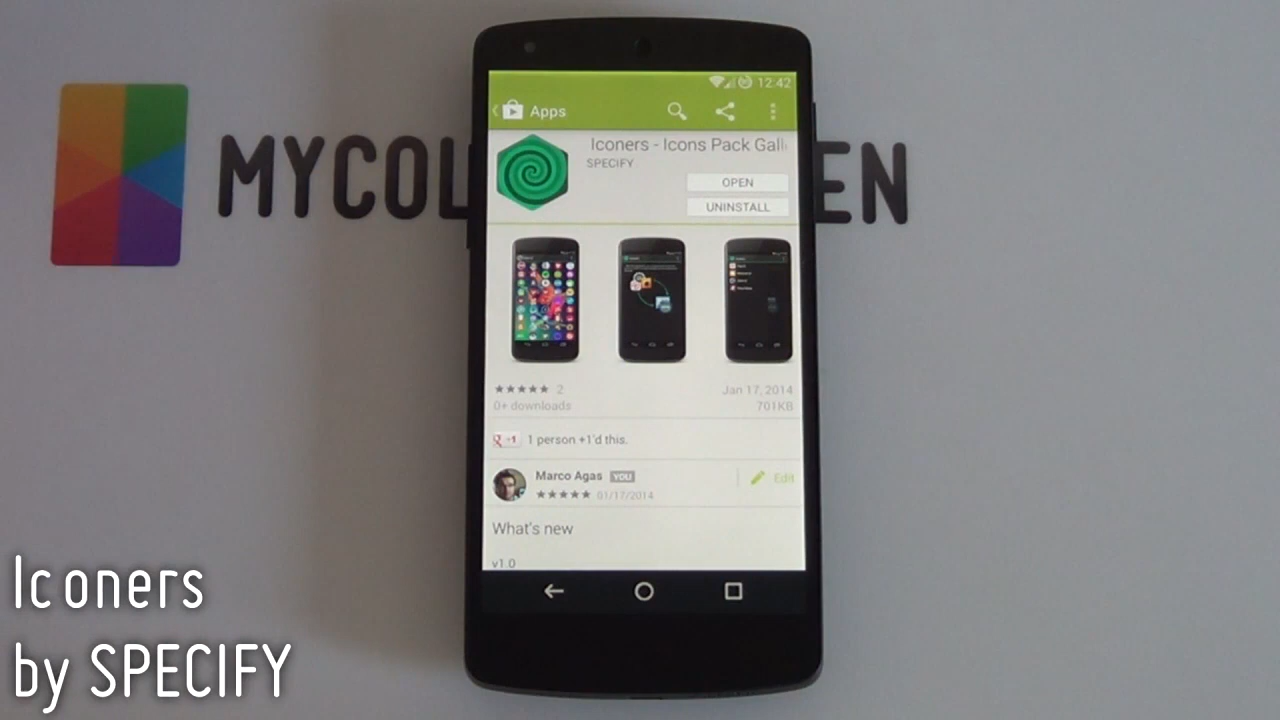 12:42
Apps
Iconers - Icons Pack Gall
SPECIFY
OPEN
UNINSTALL
MYCOL EN
★★★★★ 2
Jan 17, 2014
0+ downloads
701KB
g +1 1 person +1'd this.
Marco Agas YOU
Edit
★★★★★ 01/17/2014
What's new
v1.0
Iconers
by SPECIFY